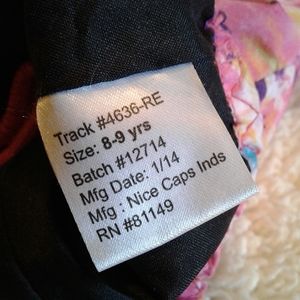 Track #4636-RE
Size: 8-9 yrs
Batch #12714
Mfg Date: 1/14
Mfg : Nice Caps Inds
RN #81149